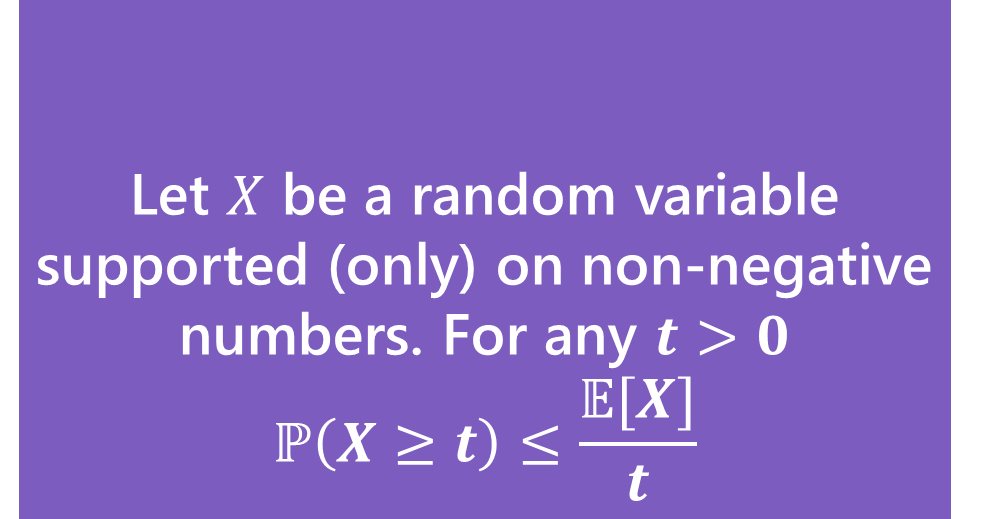 Let X be a random variable
supported (only) on non-negative
numbers. For any t > 0
ℙ(X ≥ t) ≤ 𝔼[X]/t